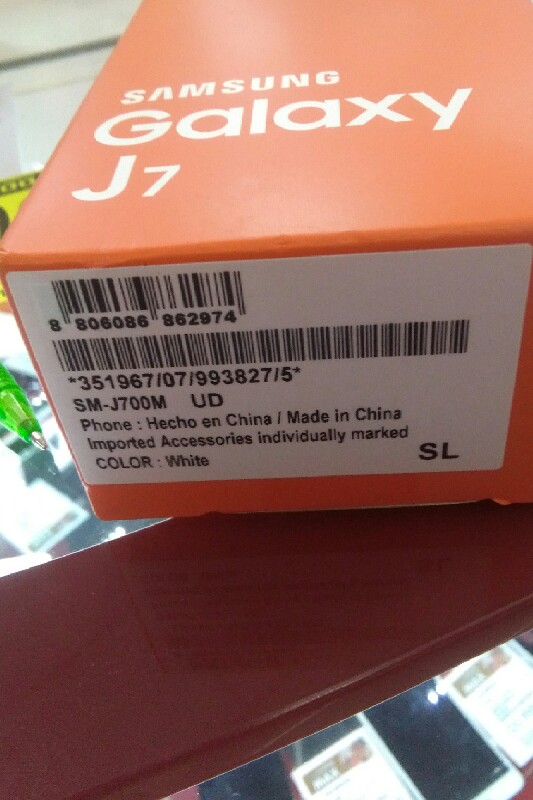 SAMSUNG
Galaxy
J7
8 806086 862974
*351967/07/993827/5*
SM-J700M UD
Phone : Hecho en China / Made in China
Imported Accessories individually marked
COLOR : White
SL